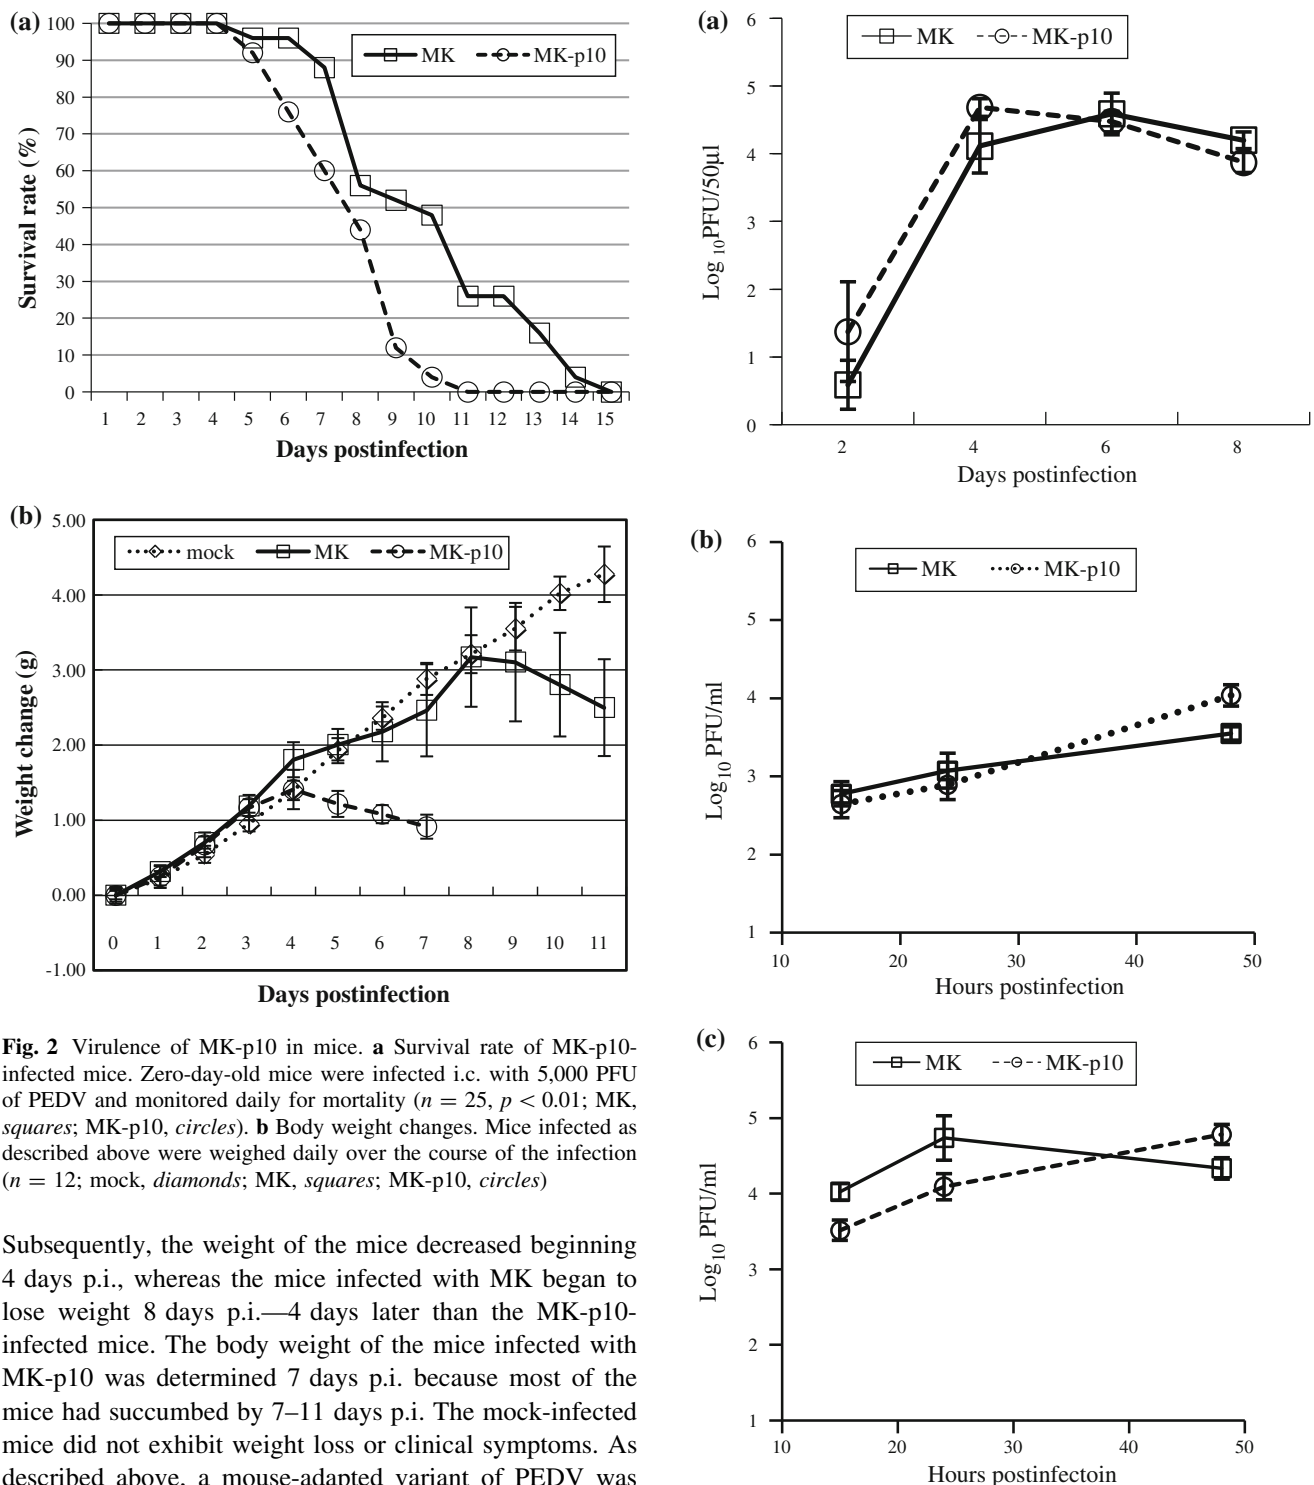 (a)
100
90
80
70
60
50
40
30
20
10
0
Survival rate (%)
MK
MK-p10
1 2 3 4 5 6 7 8 9 10 11 12 13 14 15
Days postinfection
(b)
5.00
4.00
3.00
2.00
1.00
0.00
-1.00
Weight change (g)
mock
MK
MK-p10
0 1 2 3 4 5 6 7 8 9 10 11
Days postinfection
Fig. 2 Virulence of MK-p10 in mice. a Survival rate of MK-p10-
infected mice. Zero-day-old mice were infected i.c. with 5,000 PFU
of PEDV and monitored daily for mortality (n = 25, p < 0.01; MK,
squares; MK-p10, circles). b Body weight changes. Mice infected as
described above were weighed daily over the course of the infection
(n = 12; mock, diamonds; MK, squares; MK-p10, circles)
Subsequently, the weight of the mice decreased beginning
4 days p.i., whereas the mice infected with MK began to
lose weight 8 days p.i.—4 days later than the MK-p10-
infected mice. The body weight of the mice infected with
MK-p10 was determined 7 days p.i. because most of the
mice had succumbed by 7–11 days p.i. The mock-infected
mice did not exhibit weight loss or clinical symptoms. As
described above, a mouse-adapted variant of PEDV was
(a)
6
5
4
3
2
1
0
Log 10PFU/50µl
MK
MK-p10
2 4 6 8
Days postinfection
(b)
6
5
4
3
2
1
Log10 PFU/ml
MK
MK-p10
10 20 30 40 50
Hours postinfection
(c)
6
5
4
3
2
1
Log10 PFU/ml
MK
MK-p10
10 20 30 40 50
Hours postinfectoin